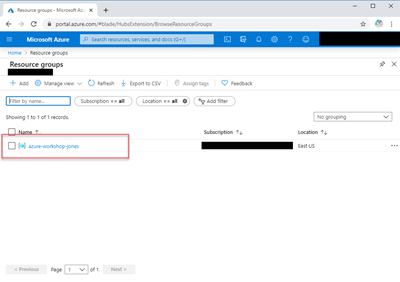 Resource groups - Microsoft Azu
portal.azure.com/#blade/HubsExtension/BrowseResourceGroups
Microsoft Azure
Search resources, services, and docs (G+/)
Home > Resource groups
Resource groups
Add Manage view Refresh Export to CSV Assign tags Feedback
Filter by name... Subscription == all Location == all Add filter
Showing 1 to 1 of 1 records. No grouping
Name Subscription Location
azure-workshop-jones East US
< Previous Page 1 of 1 Next >